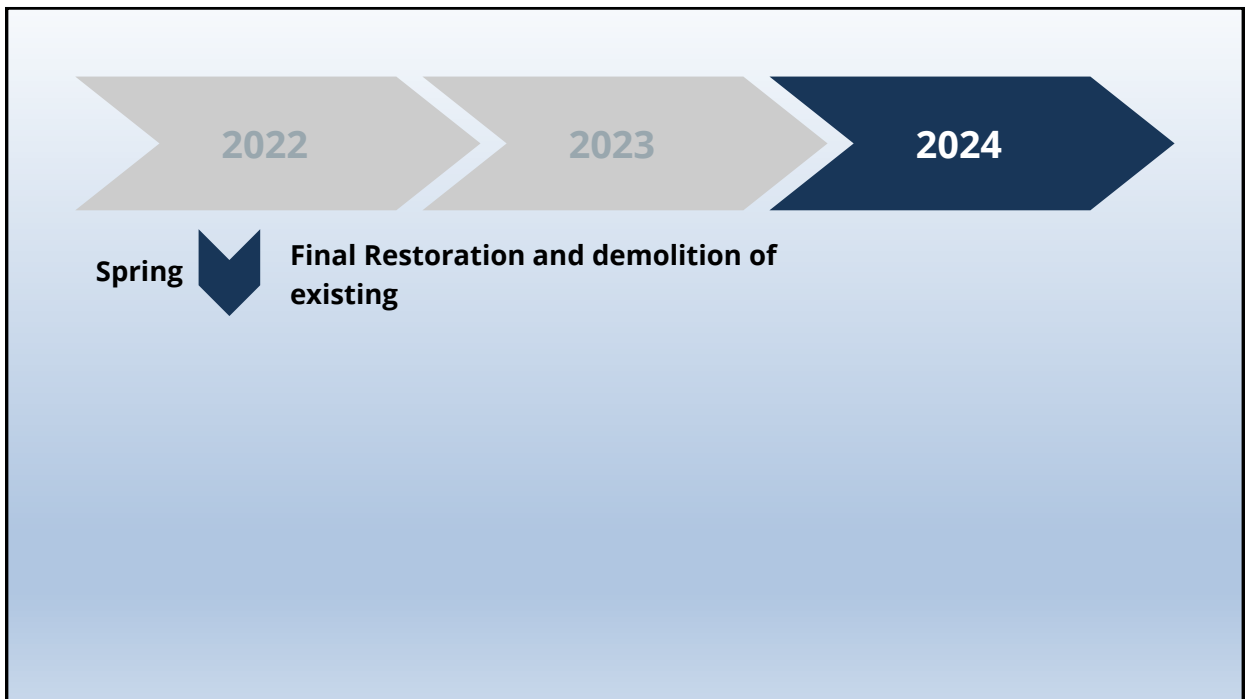 2022
2023
2024
Spring
Final Restoration and demolition of
existing